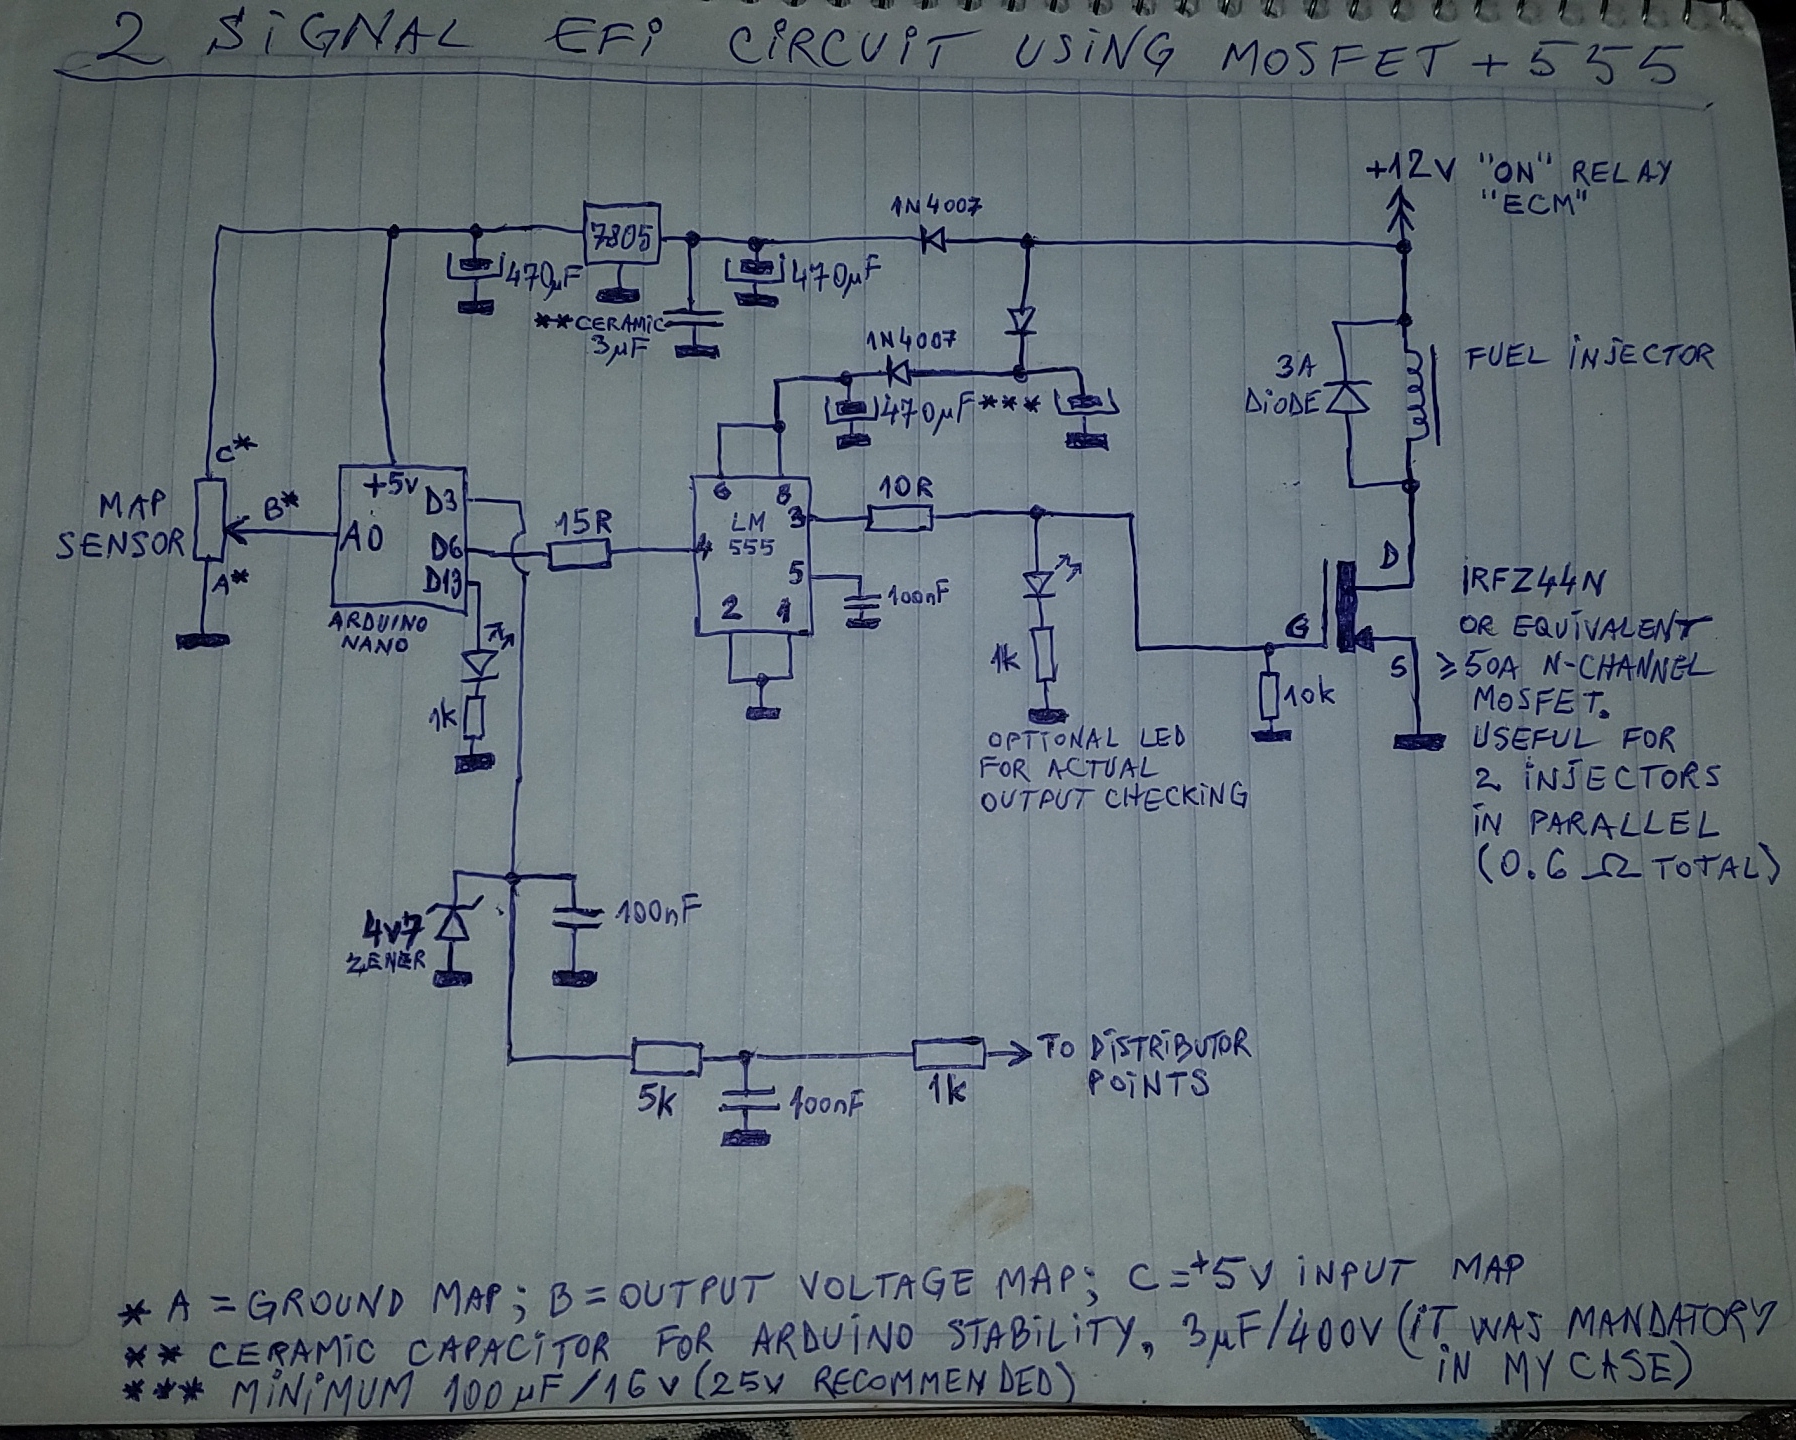 2 SIGNAL EFI CIRCUIT USING MOSFET + 555
+12V "ON" RELAY
"ECM"
1N4007
7805
470µF
470µF
**CERAMIC
3µF
1N4007
470µF***
3A
DIODE
FUEL INJECTOR
C*
MAP
SENSOR
B*
A*
+5V
D3
A0
D6
D13
ARDUINO
NANO
15R
6 8
LM
555
3
4
5
2 1
10R
100nF
1k
1k
OPTIONAL LED
FOR ACTUAL
OUTPUT CHECKING
D
G
S
10k
IRFZ44N
OR EQUIVALENT
≥50A N-CHANNEL
MOSFET.
USEFUL FOR
2 INJECTORS
IN PARALLEL
(0.6 Ω TOTAL)
4V7
ZENER
100nF
5k
100nF
1k
TO DISTRIBUTOR
POINTS
* A = GROUND MAP; B = OUTPUT VOLTAGE MAP; C = +5V INPUT MAP
** CERAMIC CAPACITOR FOR ARDUINO STABILITY, 3µF/400V (IT WAS MANDATORY
IN MY CASE)
*** MINIMUM 100µF/16V (25V RECOMMENDED)